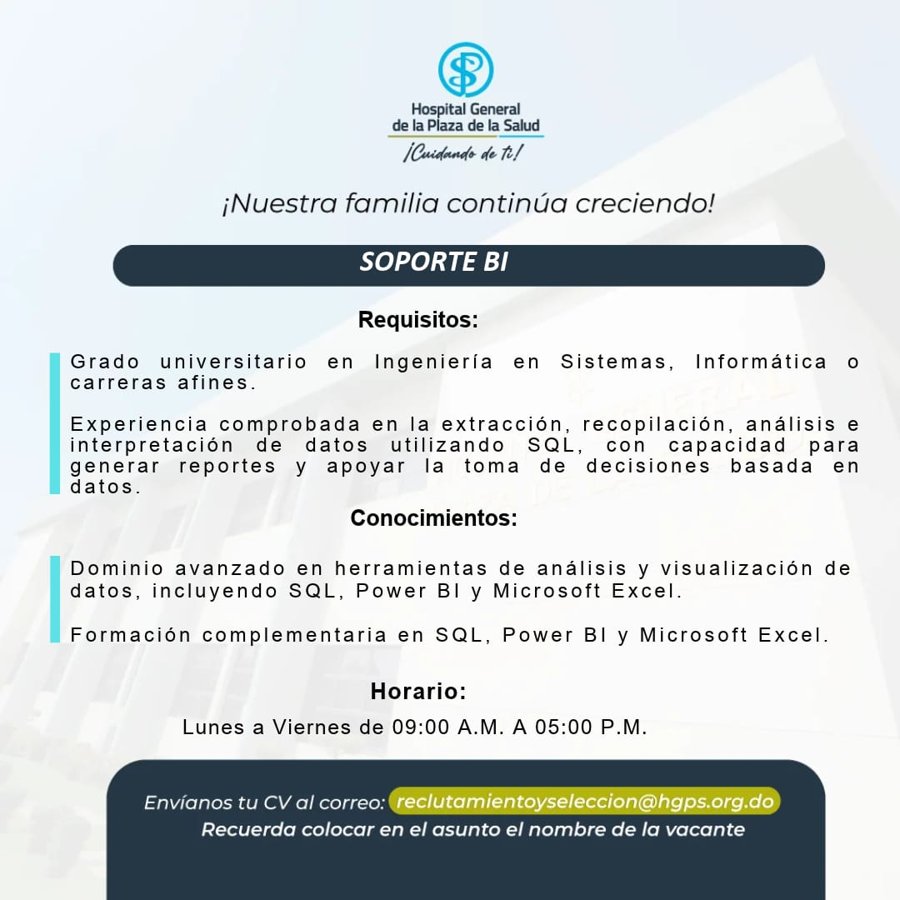 Hospital General
de la Plaza de la Salud
¡Cuidando de ti!
¡Nuestra familia continúa creciendo!
SOPORTE BI
Requisitos:
Grado universitario en Ingeniería en Sistemas, Informática o
carreras afines.
Experiencia comprobada en la extracción, recopilación, análisis e
interpretación de datos utilizando SQL, con capacidad para
generar reportes y apoyar la toma de decisiones basada en
datos.
Conocimientos:
Dominio avanzado en herramientas de análisis y visualización de
datos, incluyendo SQL, Power BI y Microsoft Excel.
Formación complementaria en SQL, Power BI y Microsoft Excel.
Horario:
Lunes a Viernes de 09:00 A.M. A 05:00 P.M.
Envíanos tu CV al correo: reclutamientoyseleccion@hgps.org.do
Recuerda colocar en el asunto el nombre de la vacante